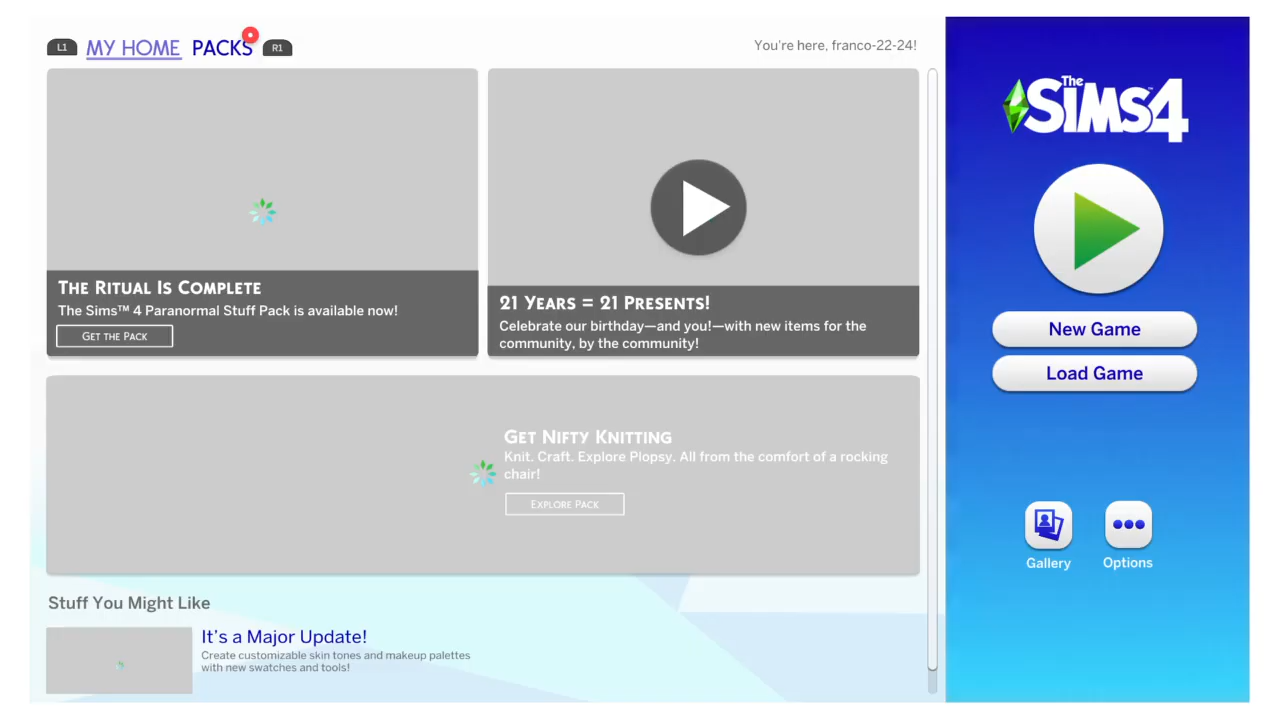 L1 MY HOME PACKS R1
You're here, franco-22-24!
The Ritual Is Complete
The Sims™ 4 Paranormal Stuff Pack is available now!
Get the Pack
21 Years = 21 Presents!
Celebrate our birthday—and you!—with new items for the
community, by the community!
Get Nifty Knitting
Knit. Craft. Explore Plopsy. All from the comfort of a rocking
chair!
Explore Pack
Stuff You Might Like
It's a Major Update!
Create customizable skin tones and makeup palettes
with new swatches and tools!
The
SiMS4™
New Game
Load Game
Gallery
Options